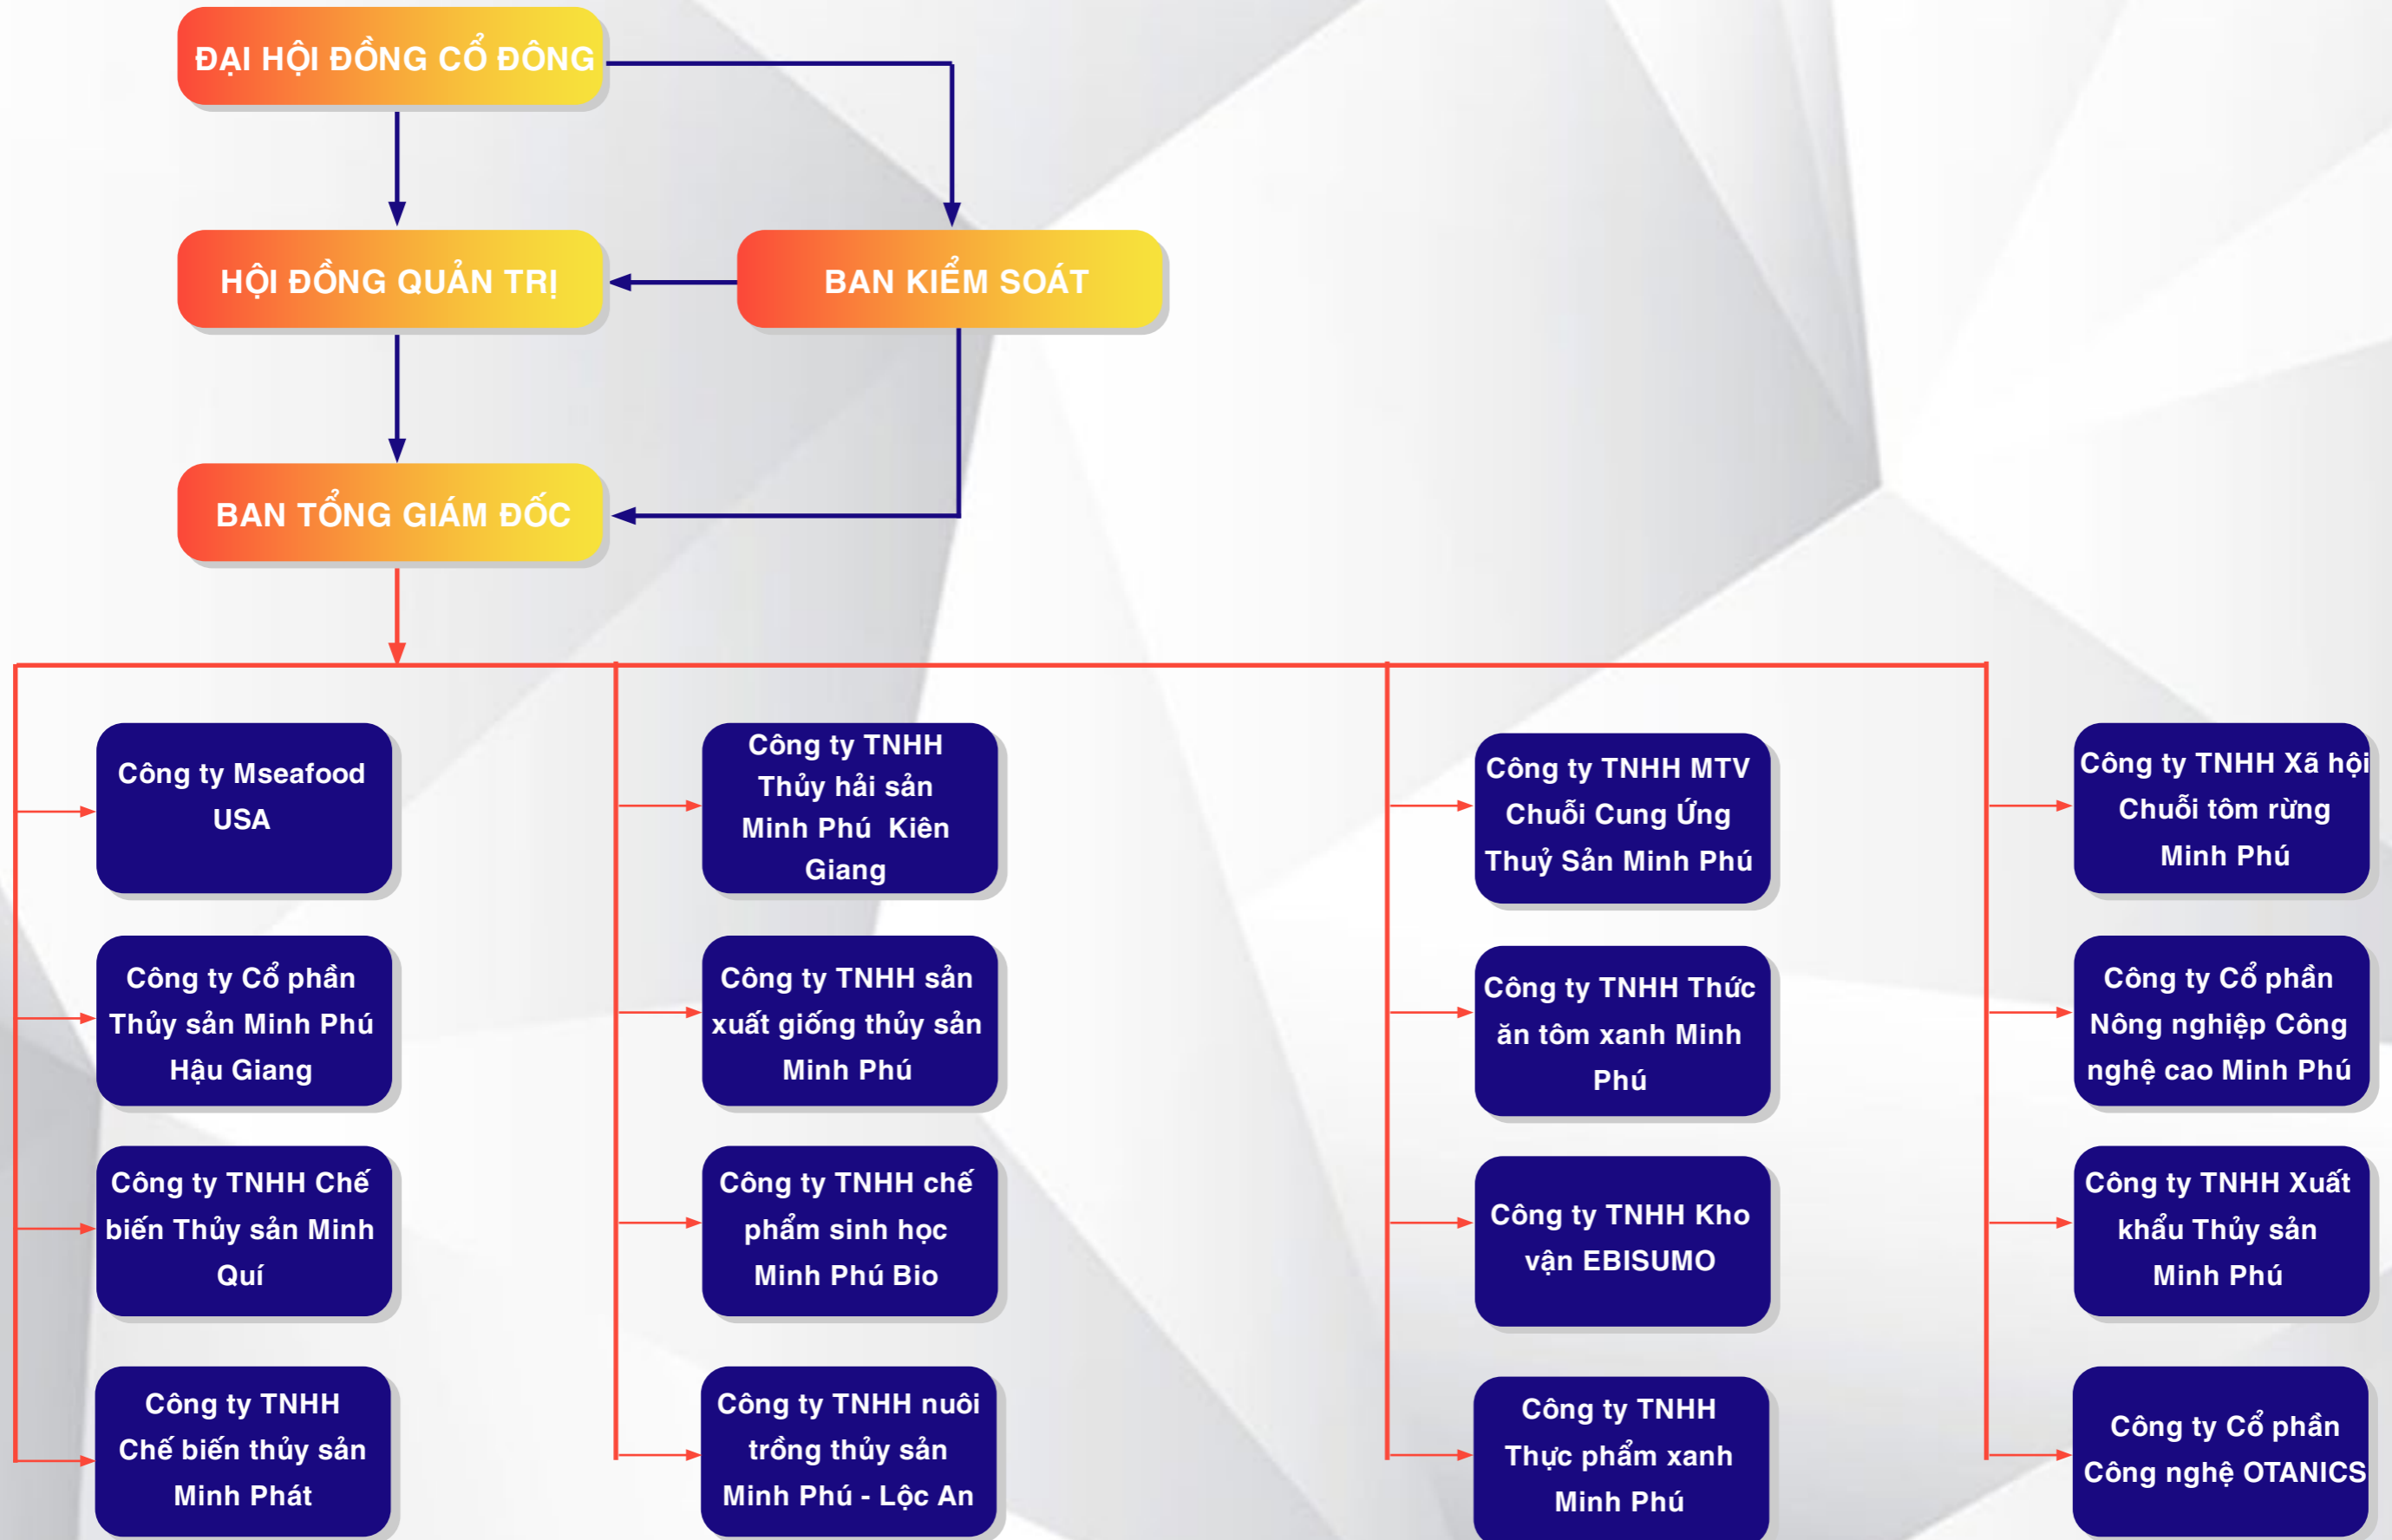 ĐẠI HỘI ĐỒNG CỔ ĐÔNG
HỘI ĐỒNG QUẢN TRỊ
BAN KIỂM SOÁT
BAN TỔNG GIÁM ĐỐC
Công ty Mseafood
USA
Công ty Cổ phần
Thủy sản Minh Phú
Hậu Giang
Công ty TNHH Chế
biến Thủy sản Minh
Quí
Công ty TNHH
Chế biến thủy sản
Minh Phát
Công ty TNHH
Thủy hải sản
Minh Phú Kiên
Giang
Công ty TNHH sản
xuất giống thủy sản
Minh Phú
Công ty TNHH chế
phẩm sinh học
Minh Phú Bio
Công ty TNHH nuôi
trồng thủy sản
Minh Phú - Lộc An
Công ty TNHH MTV
Chuỗi Cung Ứng
Thuỷ Sản Minh Phú
Công ty TNHH Thức
ăn tôm xanh Minh
Phú
Công ty TNHH Kho
vận EBISUMO
Công ty TNHH
Thực phẩm xanh
Minh Phú
Công ty TNHH Xã hội
Chuỗi tôm rừng
Minh Phú
Công ty Cổ phần
Nông nghiệp Công
nghệ cao Minh Phú
Công ty TNHH Xuất
khẩu Thủy sản
Minh Phú
Công ty Cổ phần
Công nghệ OTANICS